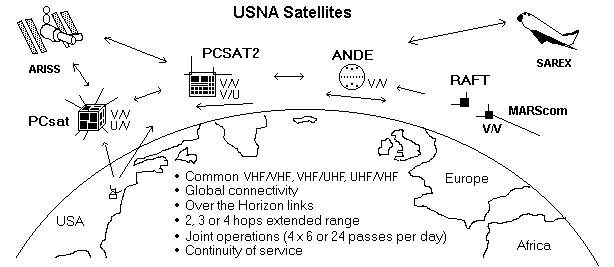 USNA Satellites
ARISS
PCSAT2
V/V
V/U
ANDE
V/V
SAREX
PCsat
V/V
U/V
RAFT
MARScom
V/V
• Common VHF/VHF, VHF/UHF, UHF/VHF
• Global connectivity
• Over the Horizon links
• 2, 3 or 4 hops extended range
• Joint operations (4 x 6 or 24 passes per day)
• Continuity of service
USA
Europe
Africa